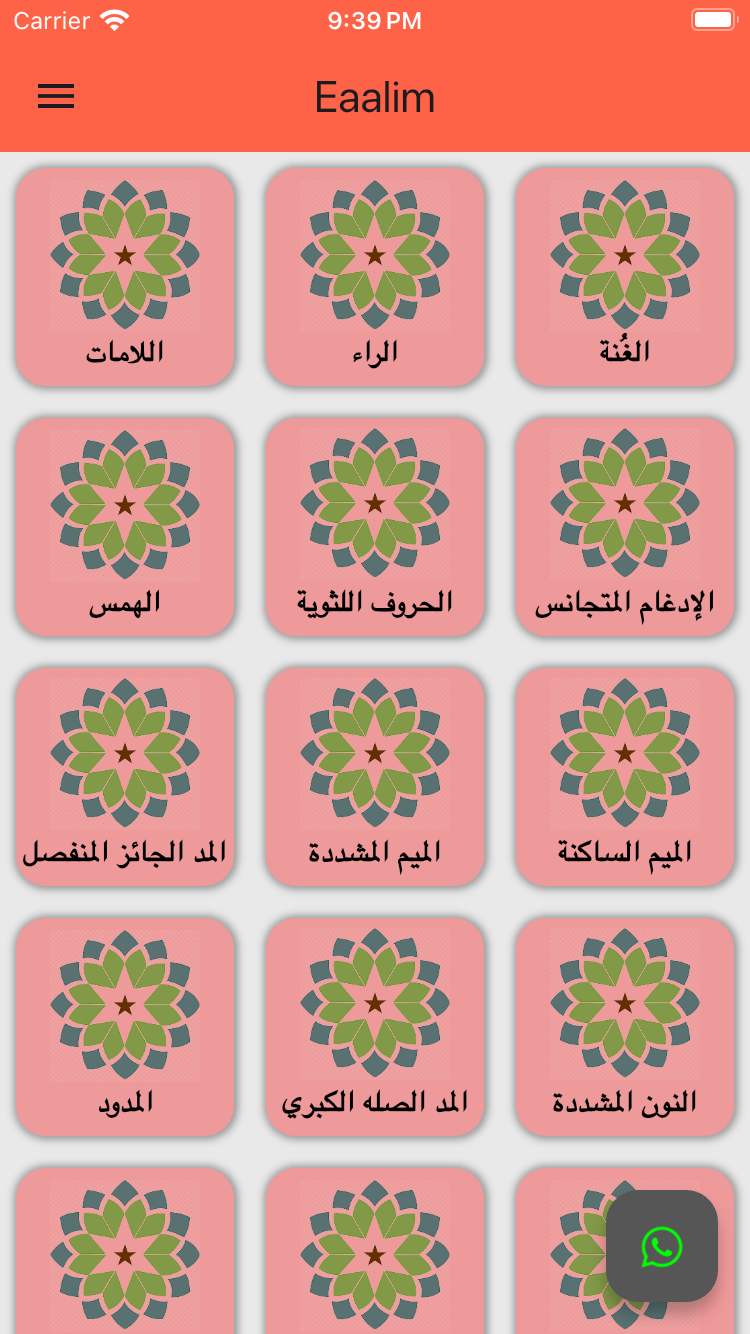 Carrier
9:39 PM
Eaalim
الغُنة
الراء
اللامات
الإدغام المتجانس
الحروف اللثوية
الهمس
الميم الساكنة
الميم المشددة
المد الجائز المنفصل
النون المشددة
المد الصله الكبري
المدود